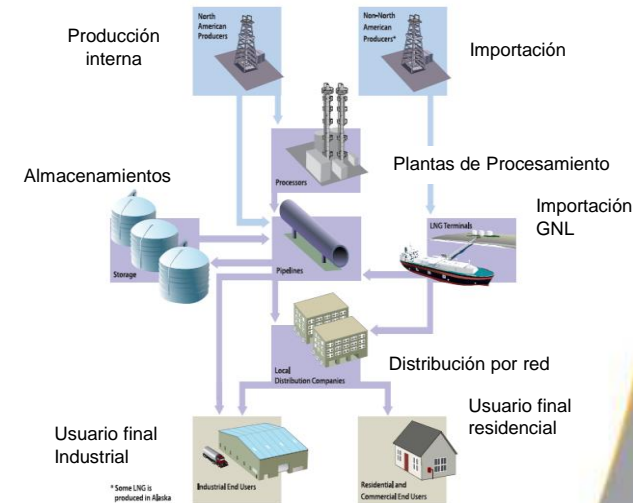 North
American
Producers
Non-North
American
Producers*
Producción
interna
Importación
Processors
Plantas de Procesamiento
Almacenamientos
Importación
GNL
LNG Terminals
Storage
Pipelines
Local
Distribution Companies
Distribución por red
Usuario final
residencial
Usuario final
Industrial
* Some LNG is
produced in Alaska
Industrial End Users
Residential and
Commercial End Users